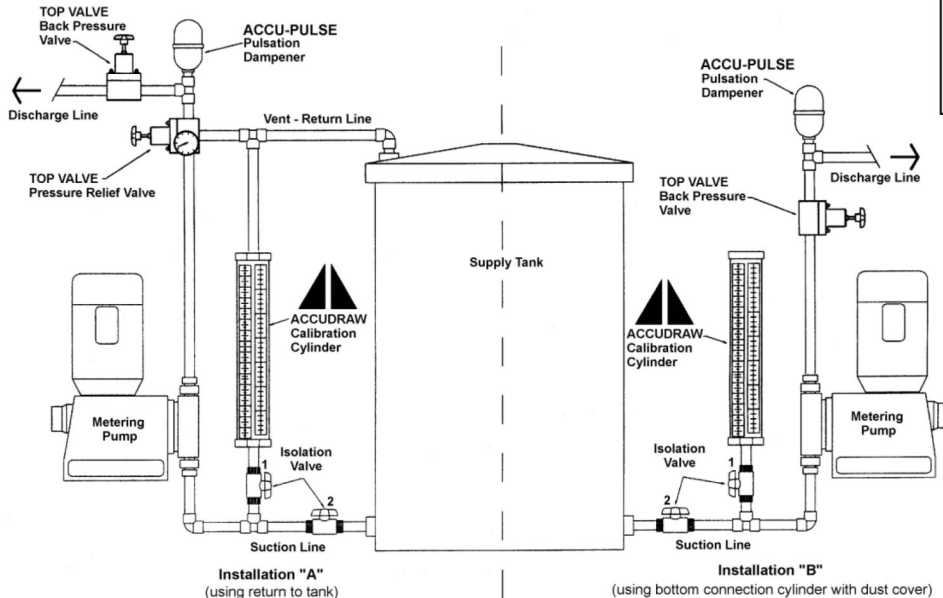 TOP VALVE
Back Pressure
Valve
ACCU-PULSE
Pulsation
Dampener
Discharge Line
Vent - Return Line
TOP VALVE
Pressure Relief Valve
ACCUDRAW
Calibration
Cylinder
Metering
Pump
Isolation
Valve
1
2
Suction Line
Installation "A"
(using return to tank)
Supply Tank
ACCU-PULSE
Pulsation
Dampener
Discharge Line
TOP VALVE
Back Pressure
Valve
ACCUDRAW
Calibration
Cylinder
Metering
Pump
Isolation
Valve
1
2
Suction Line
Installation "B"
(using bottom connection cylinder with dust cover)